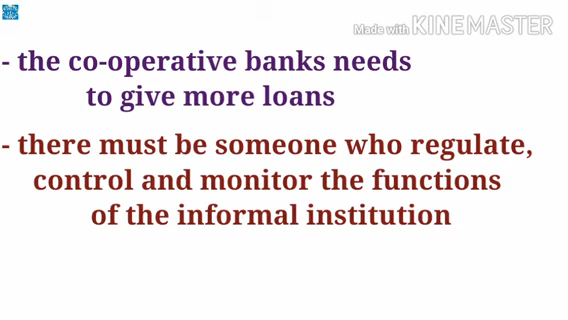 Made with KINEMASTER
- the co-operative banks needs
to give more loans
- there must be someone who regulate,
control and monitor the functions
of the informal institution